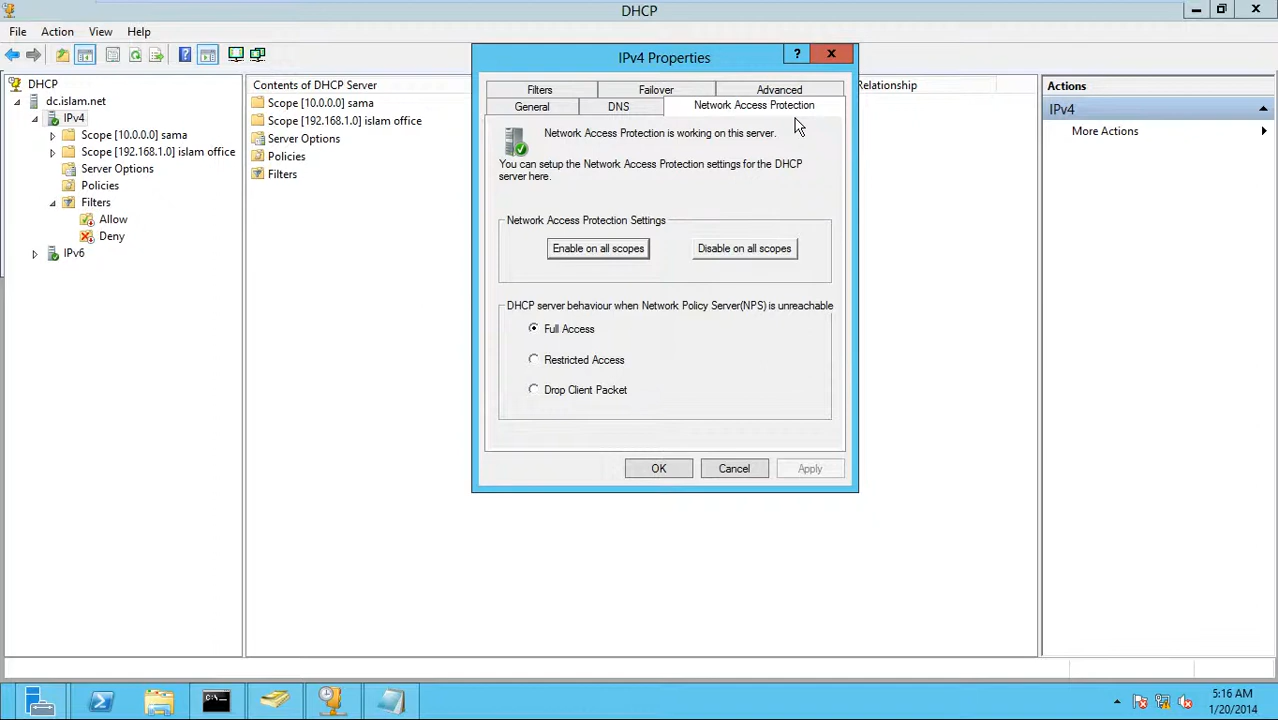 DHCP
File Action View Help
DHCP
dc.islam.net
IPv4
Scope [10.0.0.0] sama
Scope [192.168.1.0] islam office
Server Options
Policies
Filters
Allow
Deny
IPv6
Contents of DHCP Server
Scope [10.0.0.0] sama
Scope [192.168.1.0] islam office
Server Options
Policies
Filters
Relationship
IPv4 Properties
?
Filters Failover Advanced
General DNS Network Access Protection
Network Access Protection is working on this server.
You can setup the Network Access Protection settings for the DHCP
server here.
Network Access Protection Settings
Enable on all scopes Disable on all scopes
DHCP server behaviour when Network Policy Server(NPS) is unreachable
Full Access
Restricted Access
Drop Client Packet
OK Cancel Apply
Actions
IPv4
More Actions
5:16 AM
1/20/2014